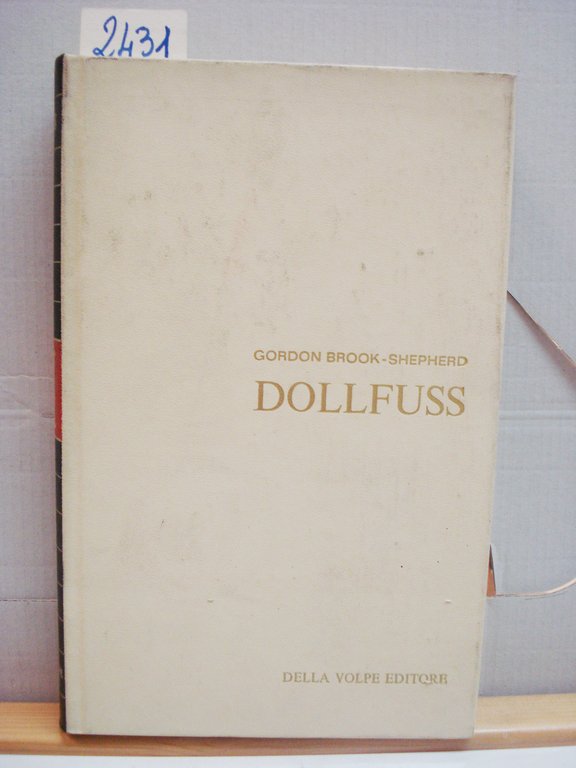 2431
GORDON BROOK-SHEPHERD
DOLLFUSS
DELLA VOLPE EDITORE